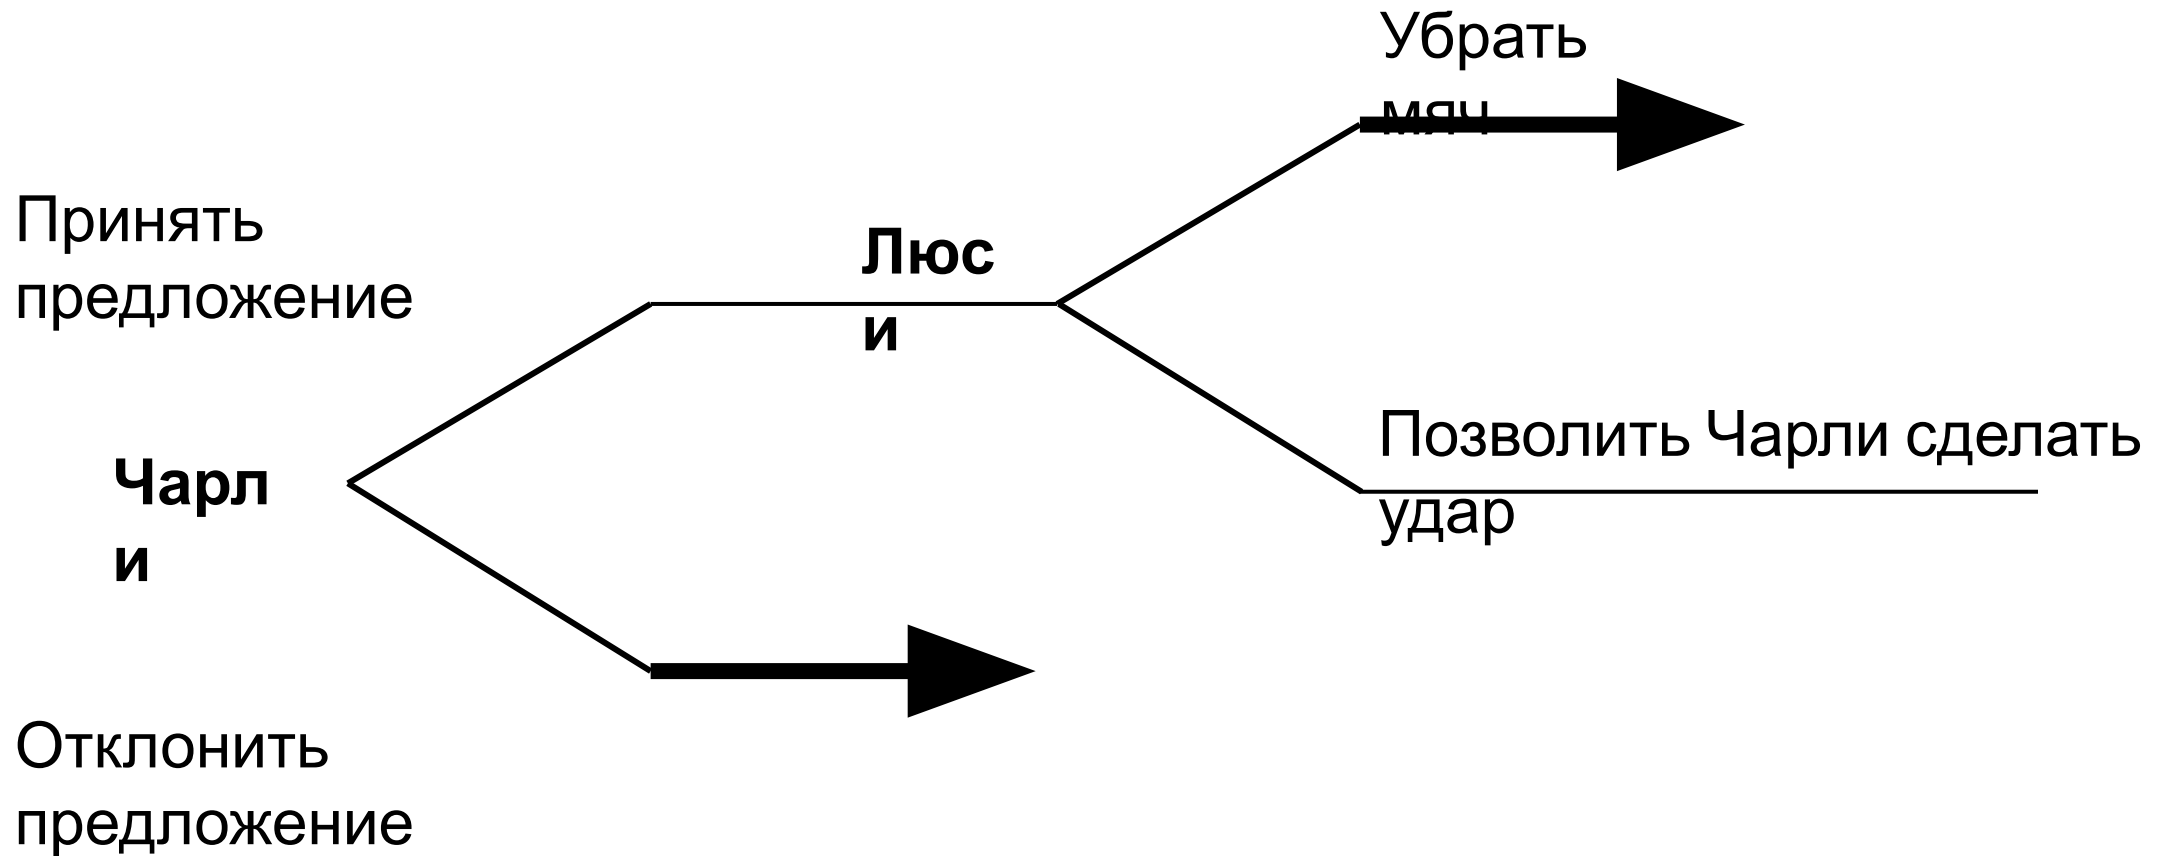 Убрать
мяч
Принять
предложение
Люс
и
Позволить Чарли сделать
удар
Чарл
и
Отклонить
предложение